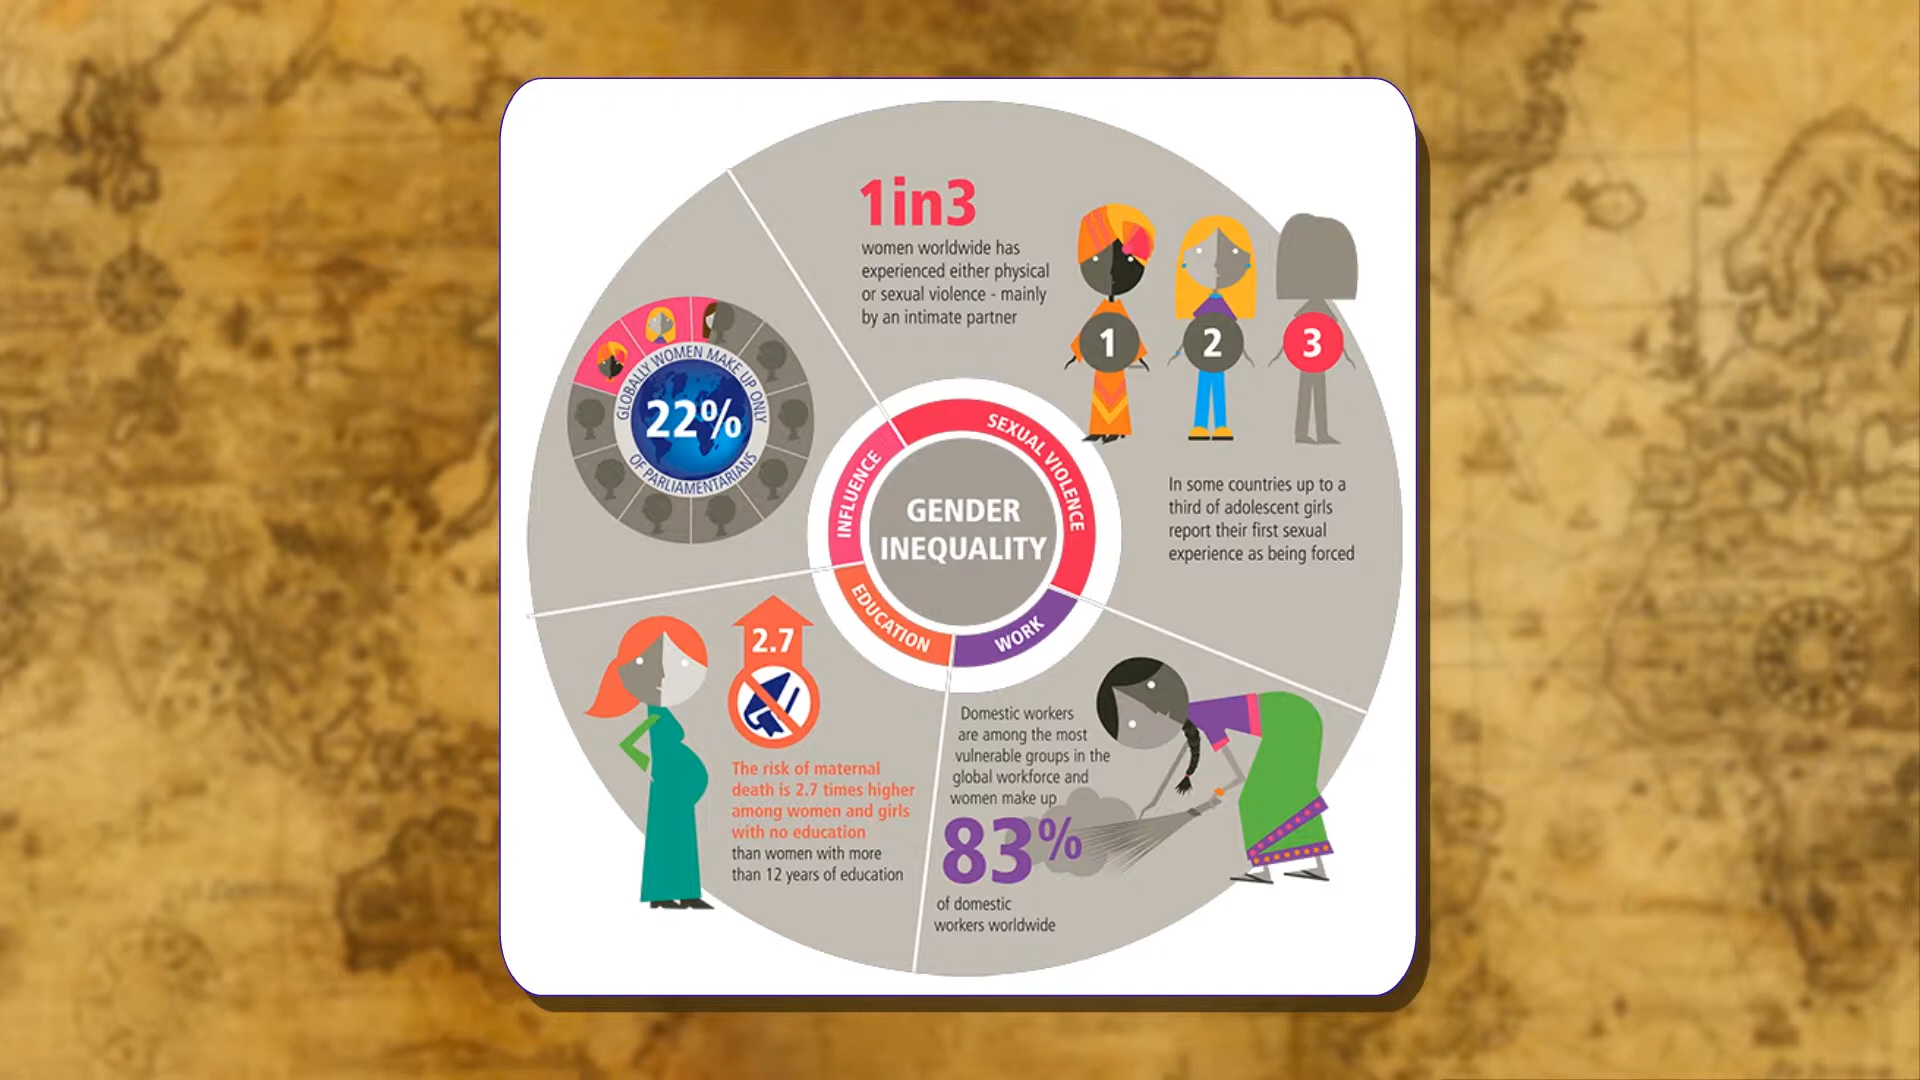 1in3
women worldwide has
experienced either physical
or sexual violence - mainly
by an intimate partner
1
2
3
In some countries up to a
third of adolescent girls
report their first sexual
experience as being forced
GLOBALLY WOMEN MAKE UP ONLY
22%
OF PARLIAMENTARIANS
GENDER
INEQUALITY
INFLUENCE
SEXUAL VIOLENCE
EDUCATION
WORK
2.7
The risk of maternal
death is 2.7 times higher
among women and girls
with no education
than women with more
than 12 years of education
Domestic workers
are among the most
vulnerable groups in the
global workforce and
women make up
83%
of domestic
workers worldwide